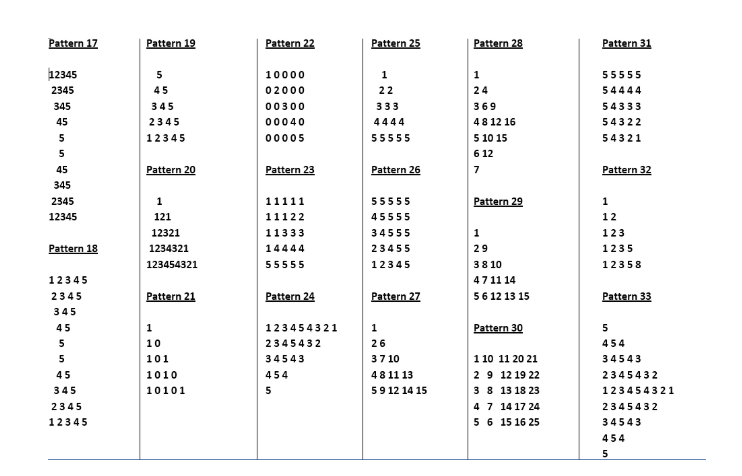 Pattern 17
12345
2345
345
45
5
5
45
345
2345
12345
Pattern 18
1 2 3 4 5
2 3 4 5
3 4 5
4 5
5
5
4 5
3 4 5
2 3 4 5
1 2 3 4 5
Pattern 19
5
4 5
3 4 5
2 3 4 5
1 2 3 4 5
Pattern 20
1
121
12321
1234321
123454321
Pattern 21
1
1 0
1 0 1
1 0 1 0
1 0 1 0 1
Pattern 22
1 0 0 0 0
0 2 0 0 0
0 0 3 0 0
0 0 0 4 0
0 0 0 0 5
Pattern 23
1 1 1 1 1
1 1 1 2 2
1 1 3 3 3
1 4 4 4 4
5 5 5 5 5
Pattern 24
1 2 3 4 5 4 3 2 1
2 3 4 5 4 3 2
3 4 5 4 3
4 5 4
5
Pattern 25
1
2 2
3 3 3
4 4 4 4
5 5 5 5 5
Pattern 26
5 5 5 5 5
4 5 5 5 5
3 4 5 5 5
2 3 4 5 5
1 2 3 4 5
Pattern 27
1
2 6
3 7 10
4 8 11 13
5 9 12 14 15
Pattern 28
1
2 4
3 6 9
4 8 12 16
5 10 15
6 12
7
Pattern 29
1
2 9
3 8 10
4 7 11 14
5 6 12 13 15
Pattern 30
1 10 11 20 21
2 9 12 19 22
3 8 13 18 23
4 7 14 17 24
5 6 15 16 25
Pattern 31
5 5 5 5 5
5 4 4 4 4
5 4 3 3 3
5 4 3 2 2
5 4 3 2 1
Pattern 32
1
1 2
1 2 3
1 2 3 5
1 2 3 5 8
Pattern 33
5
4 5 4
3 4 5 4 3
2 3 4 5 4 3 2
1 2 3 4 5 4 3 2 1
2 3 4 5 4 3 2
3 4 5 4 3
4 5 4
5